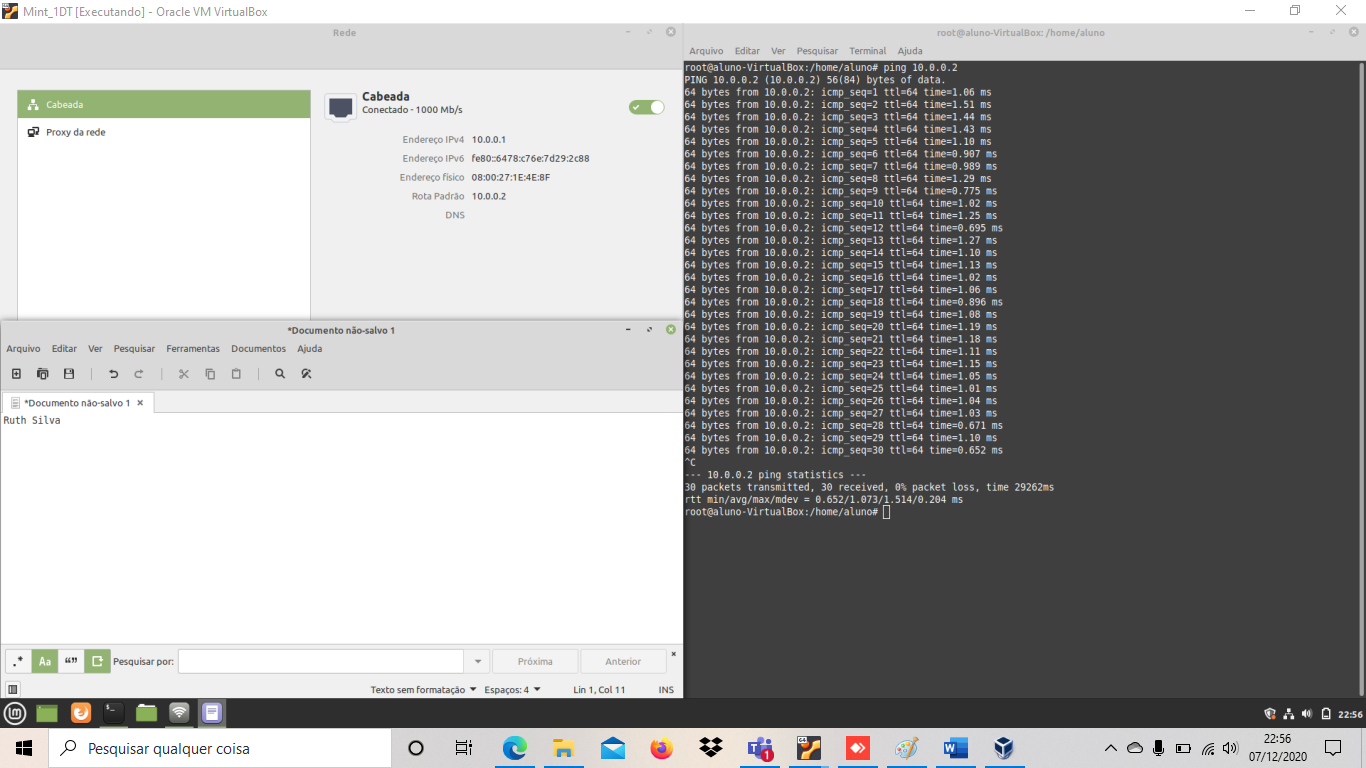 Mint_1DT [Executando] - Oracle VM VirtualBox
Rede
Cabeada
Proxy da rede
Cabeada
Conectado - 1000 Mb/s
Endereço IPv4 10.0.0.1
Endereço IPv6 fe80::6478:c76e:7d29:2c88
Endereço físico 08:00:27:1E:4E:8F
Rota Padrão 10.0.0.2
DNS
*Documento não-salvo 1
Arquivo Editar Ver Pesquisar Ferramentas Documentos Ajuda
*Documento não-salvo 1
Ruth Silva
.* Aa “” Pesquisar por: Próxima Anterior
Texto sem formatação Espaços: 4 Lin 1, Col 11 INS
root@aluno-VirtualBox: /home/aluno
Arquivo Editar Ver Pesquisar Terminal Ajuda
root@aluno-VirtualBox:/home/aluno# ping 10.0.0.2
PING 10.0.0.2 (10.0.0.2) 56(84) bytes of data.
64 bytes from 10.0.0.2: icmp_seq=1 ttl=64 time=1.06 ms
64 bytes from 10.0.0.2: icmp_seq=2 ttl=64 time=1.51 ms
64 bytes from 10.0.0.2: icmp_seq=3 ttl=64 time=1.44 ms
64 bytes from 10.0.0.2: icmp_seq=4 ttl=64 time=1.43 ms
64 bytes from 10.0.0.2: icmp_seq=5 ttl=64 time=1.10 ms
64 bytes from 10.0.0.2: icmp_seq=6 ttl=64 time=0.907 ms
64 bytes from 10.0.0.2: icmp_seq=7 ttl=64 time=0.989 ms
64 bytes from 10.0.0.2: icmp_seq=8 ttl=64 time=1.29 ms
64 bytes from 10.0.0.2: icmp_seq=9 ttl=64 time=0.775 ms
64 bytes from 10.0.0.2: icmp_seq=10 ttl=64 time=1.02 ms
64 bytes from 10.0.0.2: icmp_seq=11 ttl=64 time=1.25 ms
64 bytes from 10.0.0.2: icmp_seq=12 ttl=64 time=0.695 ms
64 bytes from 10.0.0.2: icmp_seq=13 ttl=64 time=1.27 ms
64 bytes from 10.0.0.2: icmp_seq=14 ttl=64 time=1.10 ms
64 bytes from 10.0.0.2: icmp_seq=15 ttl=64 time=1.13 ms
64 bytes from 10.0.0.2: icmp_seq=16 ttl=64 time=1.02 ms
64 bytes from 10.0.0.2: icmp_seq=17 ttl=64 time=1.06 ms
64 bytes from 10.0.0.2: icmp_seq=18 ttl=64 time=0.896 ms
64 bytes from 10.0.0.2: icmp_seq=19 ttl=64 time=1.08 ms
64 bytes from 10.0.0.2: icmp_seq=20 ttl=64 time=1.19 ms
64 bytes from 10.0.0.2: icmp_seq=21 ttl=64 time=1.18 ms
64 bytes from 10.0.0.2: icmp_seq=22 ttl=64 time=1.11 ms
64 bytes from 10.0.0.2: icmp_seq=23 ttl=64 time=1.15 ms
64 bytes from 10.0.0.2: icmp_seq=24 ttl=64 time=1.05 ms
64 bytes from 10.0.0.2: icmp_seq=25 ttl=64 time=1.01 ms
64 bytes from 10.0.0.2: icmp_seq=26 ttl=64 time=1.04 ms
64 bytes from 10.0.0.2: icmp_seq=27 ttl=64 time=1.03 ms
64 bytes from 10.0.0.2: icmp_seq=28 ttl=64 time=0.671 ms
64 bytes from 10.0.0.2: icmp_seq=29 ttl=64 time=1.10 ms
64 bytes from 10.0.0.2: icmp_seq=30 ttl=64 time=0.652 ms
^C
--- 10.0.0.2 ping statistics ---
30 packets transmitted, 30 received, 0% packet loss, time 29262ms
rtt min/avg/max/mdev = 0.652/1.073/1.514/0.204 ms
root@aluno-VirtualBox:/home/aluno#
22:56
Pesquisar qualquer coisa
22:56
07/12/2020